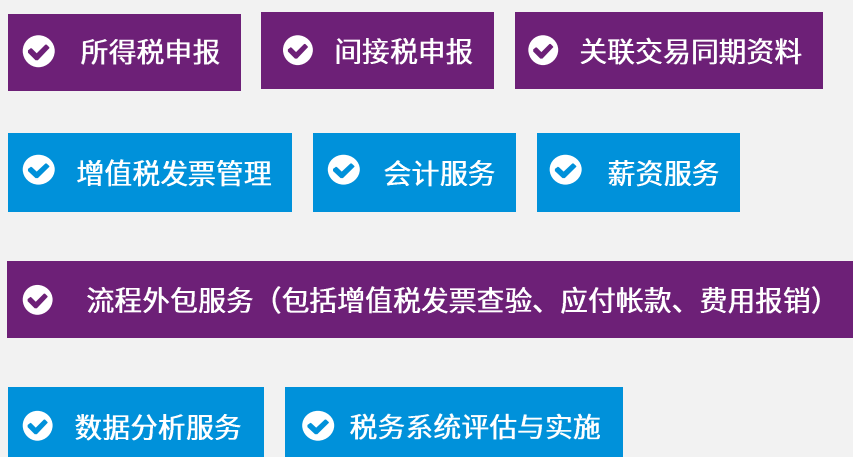 所得税申报
间接税申报
关联交易同期资料
增值税发票管理
会计服务
薪资服务
流程外包服务（包括增值税发票查验、应付帐款、费用报销）
数据分析服务
税务系统评估与实施